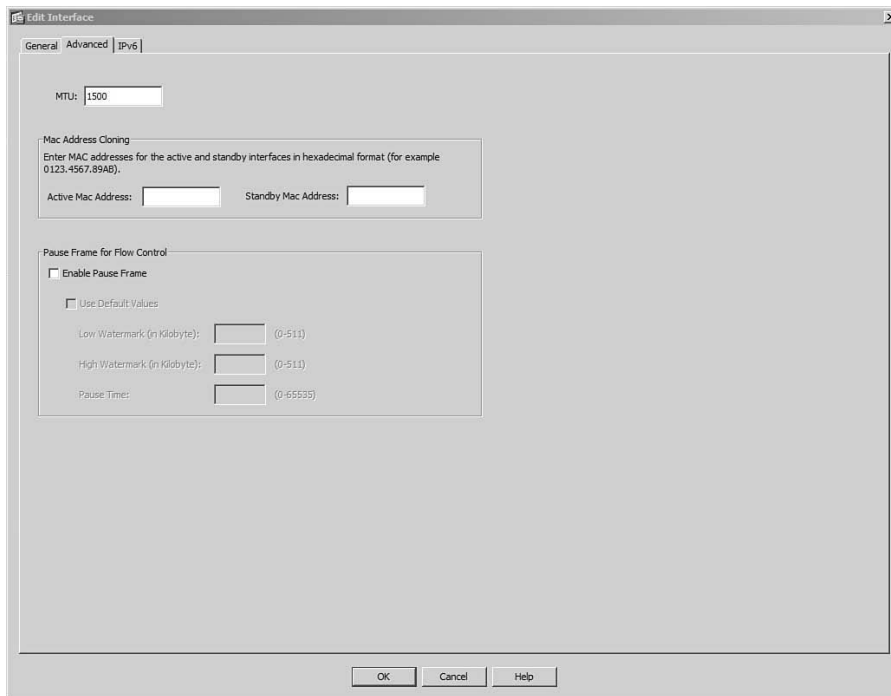 Edit Interface
General Advanced IPv6
MTU: 1500
Mac Address Cloning
Enter MAC addresses for the active and standby interfaces in hexadecimal format (for example
0123.4567.89AB).
Active Mac Address: Standby Mac Address:
Pause Frame for Flow Control
Enable Pause Frame
Use Default Values
Low Watermark (in Kilobyte): (0-511)
High Watermark (in Kilobyte): (0-511)
Pause Time: (0-65535)
OK Cancel Help